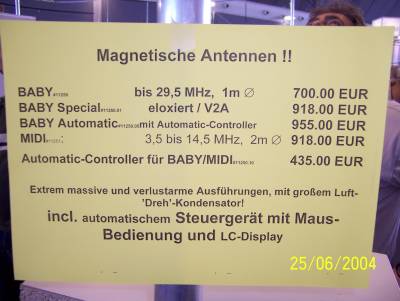 Magnetische Antennen !!
BABY#11290 bis 29,5 MHz, 1m ∅ 700.00 EUR
BABY Special#11290.01 eloxiert / V2A 918.00 EUR
BABY Automatic mit Automatic-Controller 955.00 EUR
MIDI 3,5 bis 14,5 MHz, 2m ∅ 918.00 EUR
Automatic-Controller für BABY/MIDI 435.00 EUR
Extrem massive und verlustarme Ausführungen, mit großem Luft-
'Dreh'-Kondensator!
incl. automatischem Steuergerät mit Maus-
Bedienung und LC-Display
25/06/2004